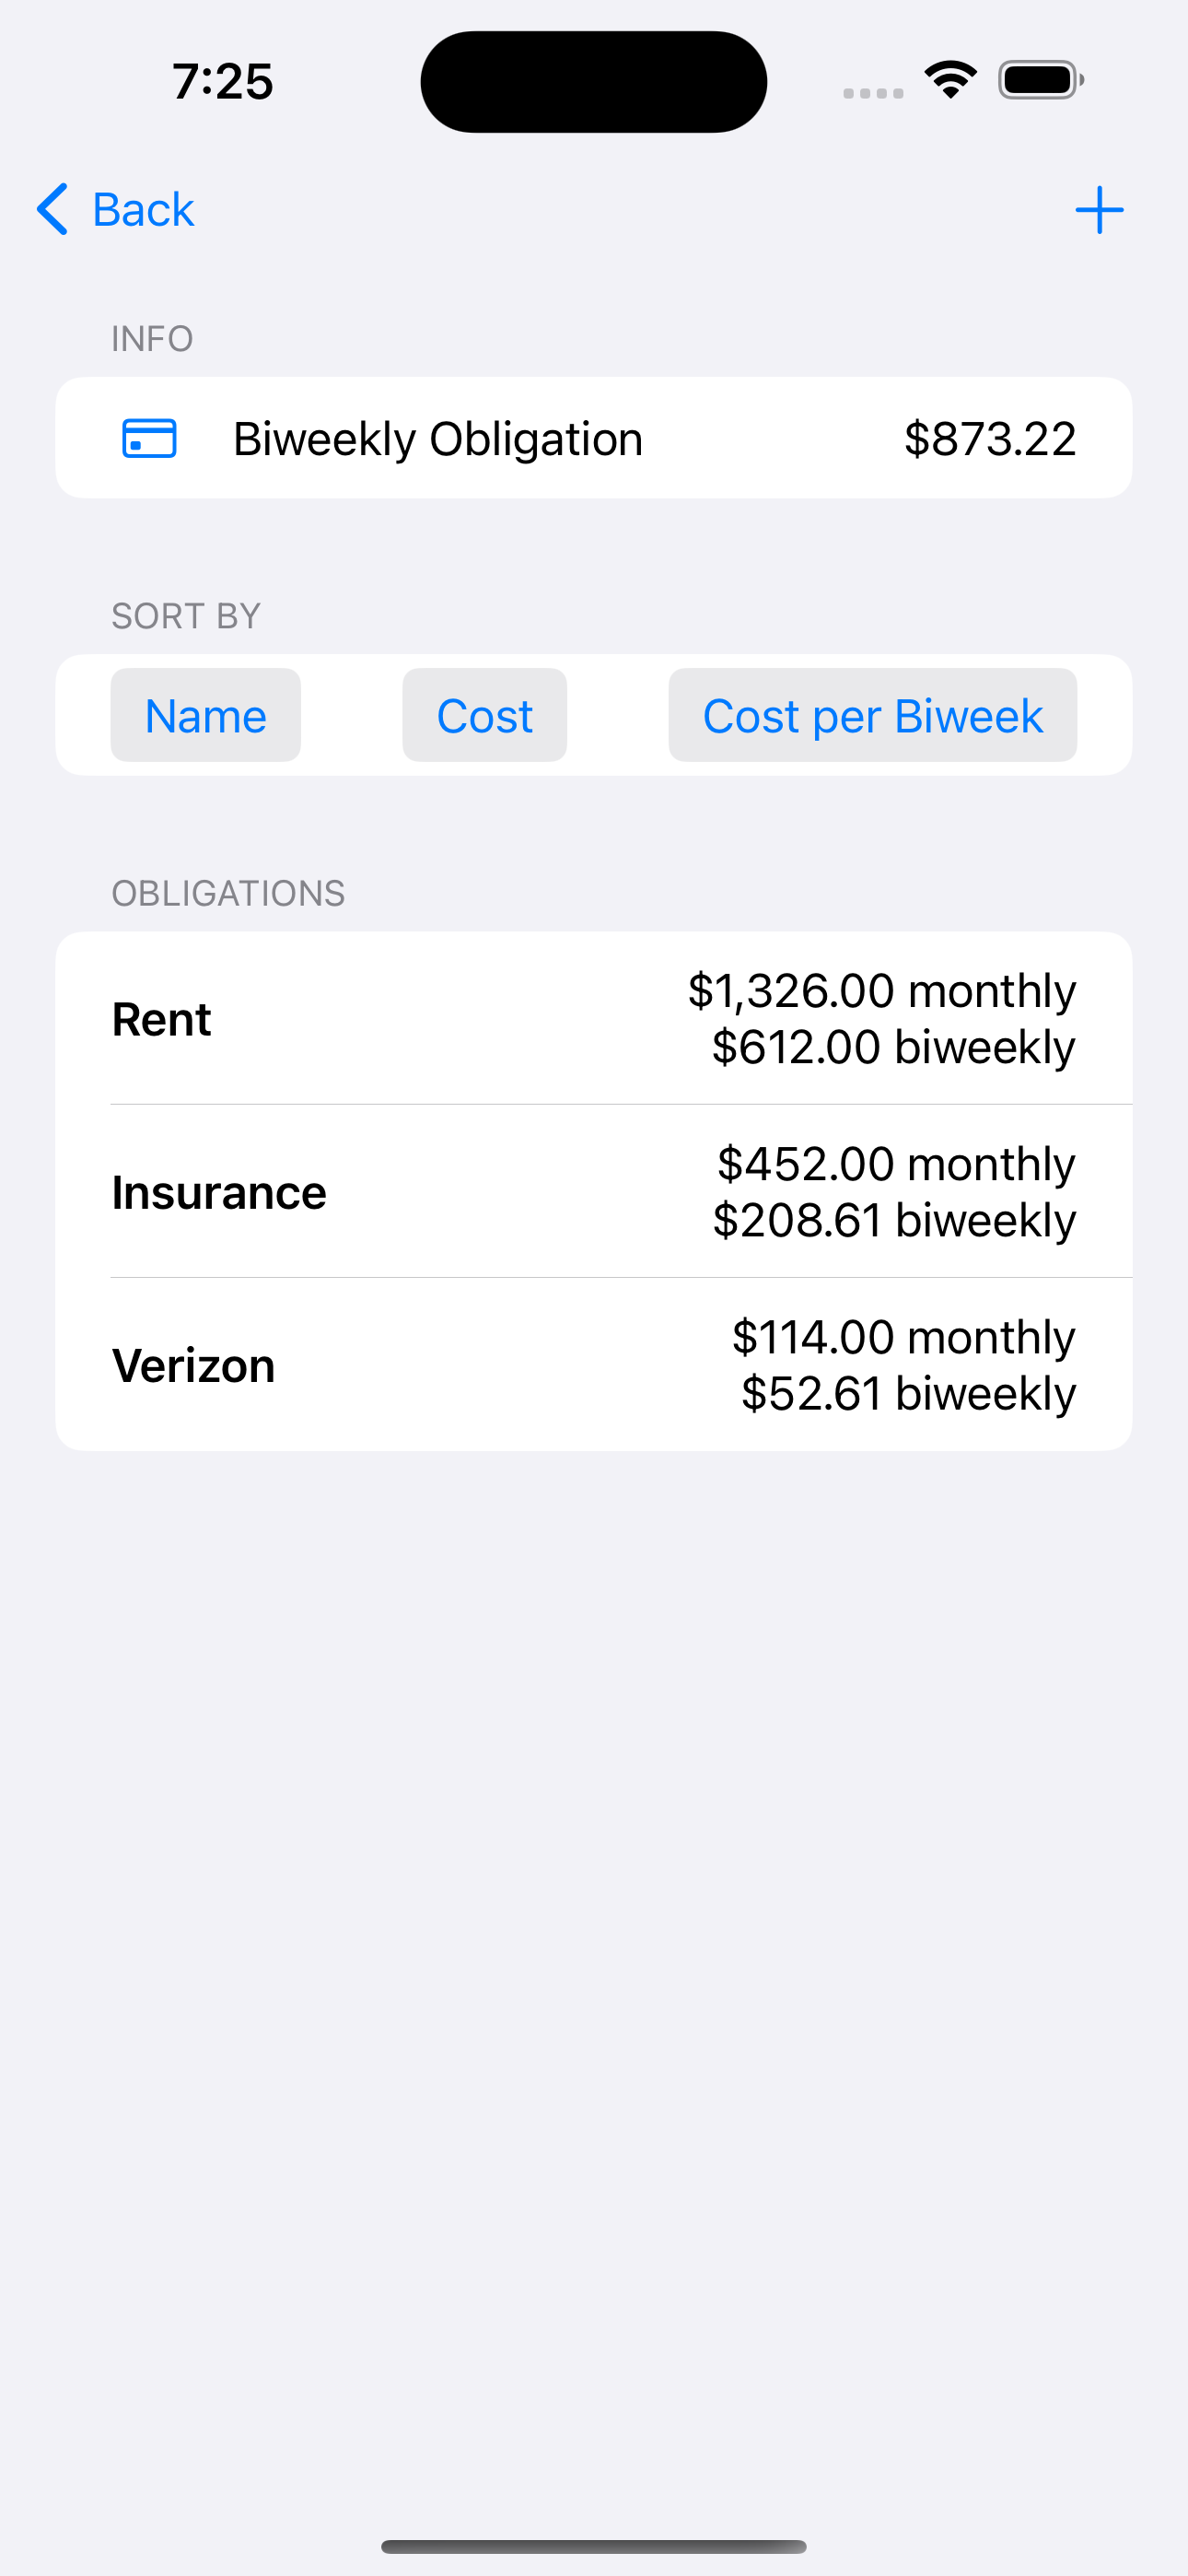 7:25
Back
INFO
Biweekly Obligation $873.22
SORT BY
Name Cost Cost per Biweek
OBLIGATIONS
Rent
$1,326.00 monthly
$612.00 biweekly
Insurance
$452.00 monthly
$208.61 biweekly
Verizon
$114.00 monthly
$52.61 biweekly